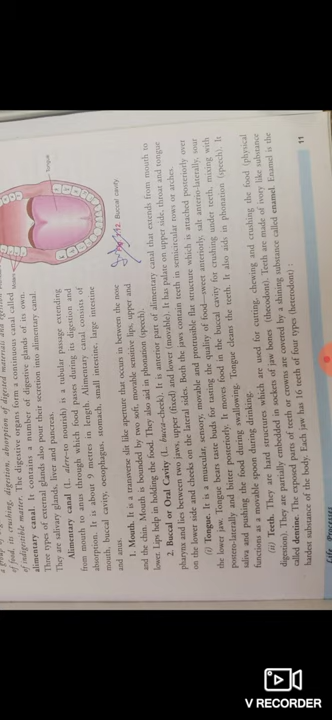 of food, its crushing, digestion, absorption of digested materials and egestion
of indigestible matter. The digestive organs form a continuous canal called
alimentary canal. It contains a number of digestive glands of its own.
Three types of external glands also pour their secretion into alimentary canal.
They are salivary glands, liver and pancreas.
Alimentary Canal (L. alere–to nourish) is a tubular passage extending
from mouth to anus through which food passes during its digestion and
absorption. It is about 9 metres in length. Alimentary canal consists of
mouth, buccal cavity, oesophagus, stomach, small intestine, large intestine
and anus.
Tongue
Buccal cavity.
1. Mouth. It is a transverse slit like aperture that occurs in between the nose
and the chin. Mouth is bounded by two soft, movable sensitive lips, upper and
lower. Lips help in holding the food. They also aid in phonation (speech).
2. Buccal or Oral Cavity (L. bucca–cheek). It is anterior part of alimentary canal that extends from mouth to
pharynx and lies between two jaws, upper (fixed) and lower (movable). It has palate on upper side, throat and tongue
on the lower side and cheeks on the lateral sides. Both the jaws contain teeth in semicircular rows or arches.
(i) Tongue. It is a muscular, sensory, movable and protrusible flat structure which is attached posteriorly over
the lower jaw. Tongue bears taste buds for tasting the quality of food—sweet anteriorly, salt anterio-laterally, sour
postero-laterally and bitter posteriorly. It moves food in the buccal cavity for crushing under teeth, mixing with
saliva and pushing the food during swallowing. Tongue cleans the teeth. It also aids in phonation (speech). It
functions as a movable spoon during drinking.
(ii) Teeth. They are hard structures which are used for cutting, chewing and crushing the food (physical
digestion). They are partially embedded in sockets of jaw bones (thecodont). Teeth are made of ivory like substance
called dentine. The exposed parts of teeth or crowns are covered by a shining substance called enamel. Enamel is the
hardest substance of the body. Each jaw has 16 teeth of four types (heterodont) :
Life Processes
11
V RECORDER